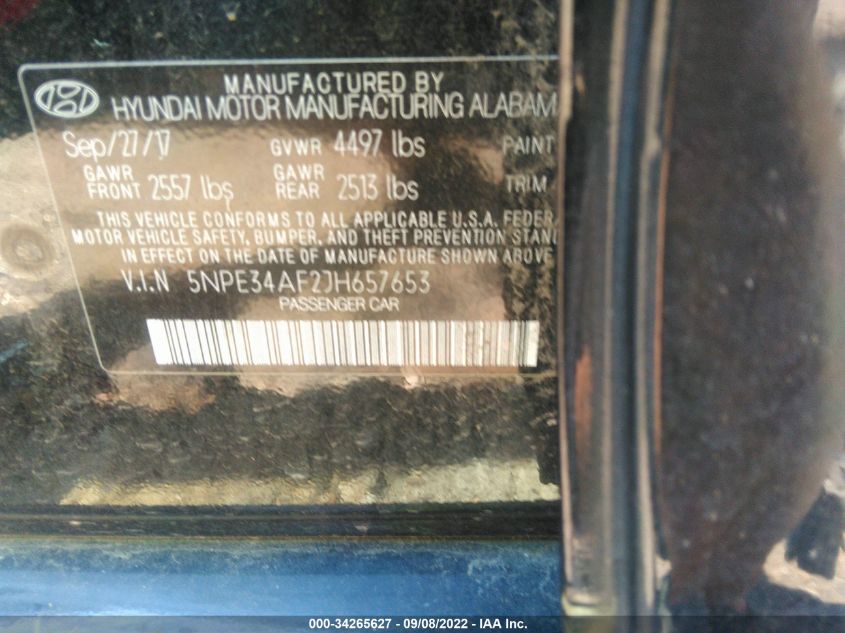 MANUFACTURED BY
HYUNDAI MOTOR MANUFACTURING ALABAM
Sep/27/17 GVWR 4497 lbs PAINT
GAWR FRONT 2557 lbs GAWR REAR 2513 lbs TRIM
THIS VEHICLE CONFORMS TO ALL APPLICABLE U.S.A. FEDER
MOTOR VEHICLE SAFETY, BUMPER, AND THEFT PREVENTION STAN
IN EFFECT ON THE DATE OF MANUFACTURE SHOWN ABOVE
V.I.N 5NPE34AF2JH657653
PASSENGER CAR
000-34265627 - 09/08/2022 - IAA Inc.